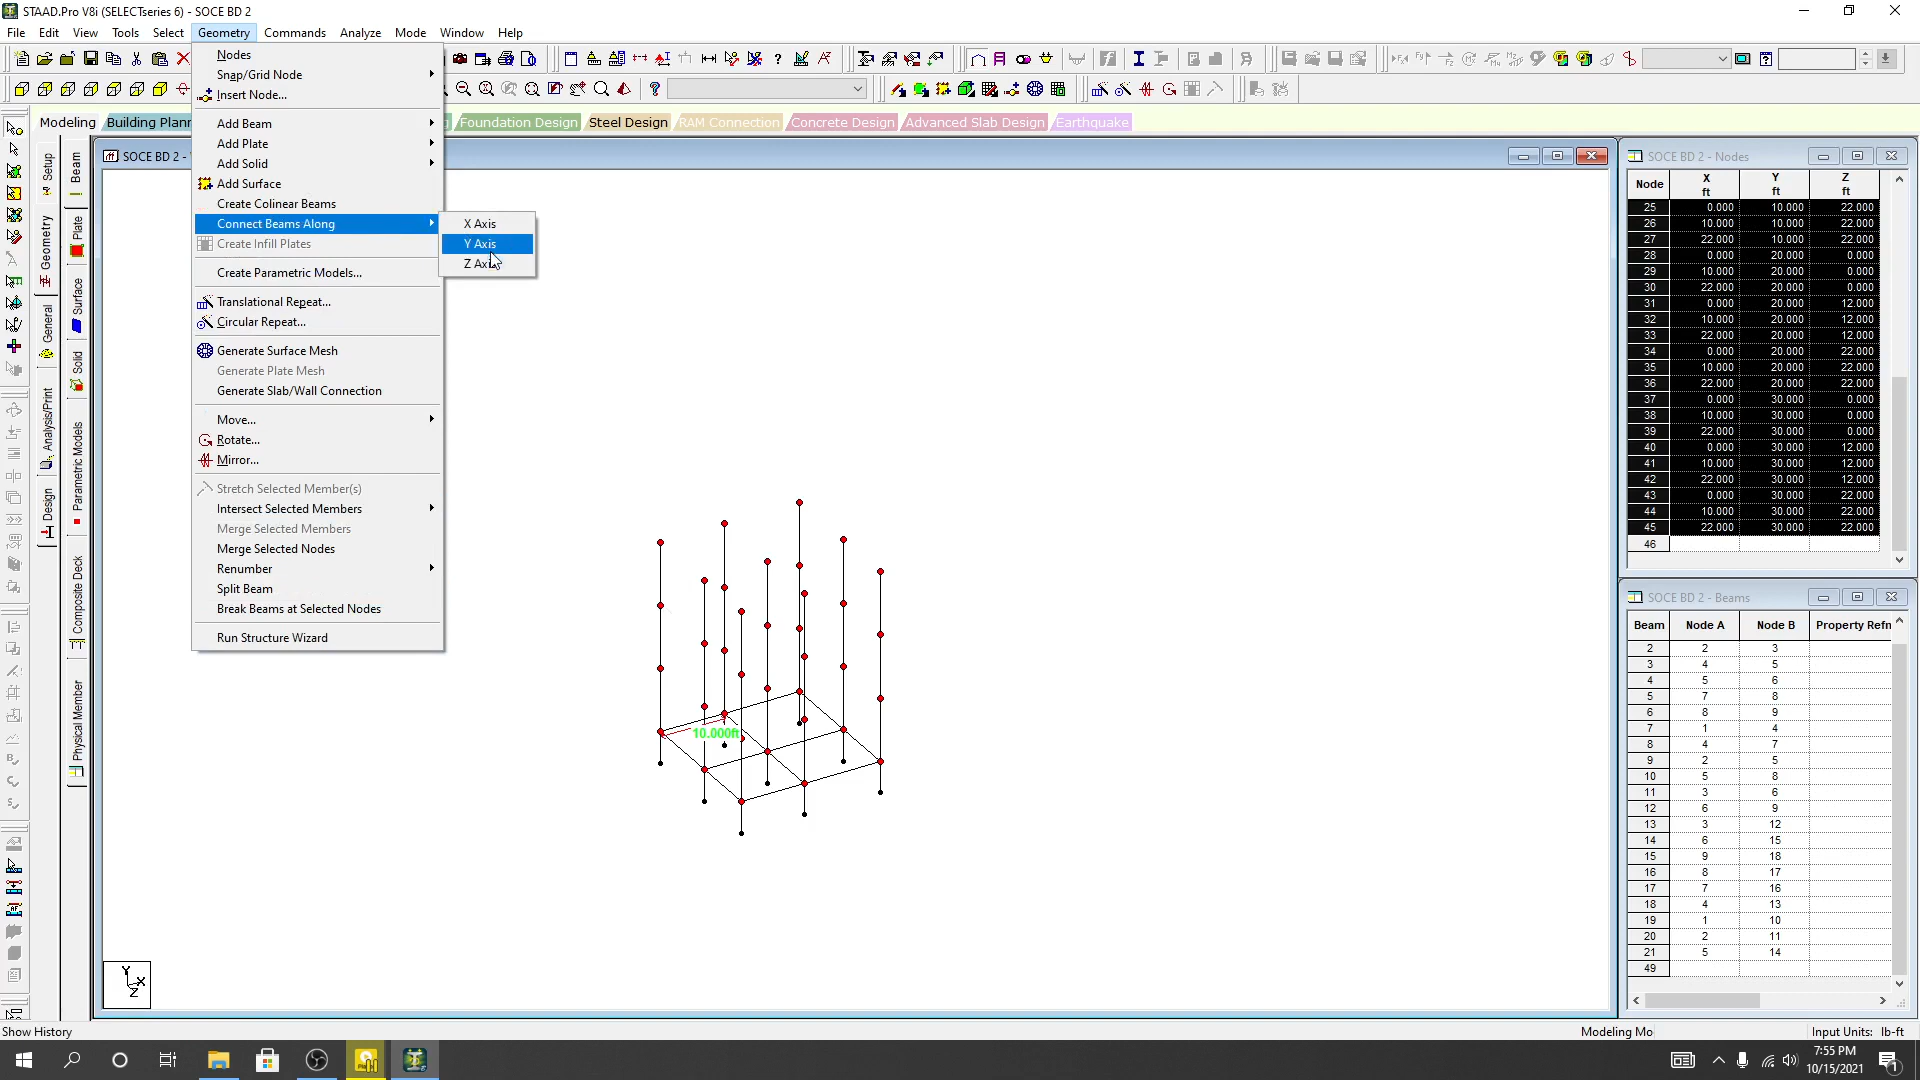 STAAD.Pro V8i (SELECTseries 6) - SOCE BD 2
File Edit View Tools Select Geometry Commands Analyze Mode Window Help
Modeling Building Plann Foundation Design Steel Design RAM Connection Concrete Design Advanced Slab Design Earthquake
Nodes
Snap/Grid Node
Insert Node...
Add Beam
Add Plate
Add Solid
Add Surface
Create Colinear Beams
Connect Beams Along
Create Infill Plates
Create Parametric Models...
Translational Repeat...
Circular Repeat...
Generate Surface Mesh
Generate Plate Mesh
Generate Slab/Wall Connection
Move...
Rotate...
Mirror...
Stretch Selected Member(s)
Intersect Selected Members
Merge Selected Members
Merge Selected Nodes
Renumber
Split Beam
Break Beams at Selected Nodes
Run Structure Wizard
X Axis
Y Axis
Z Axis
Setup
Geometry
General
Analysis/Print
Design
Beam
Plate
Surface
Solid
Parametric Models
Composite Deck
Physical Member
SOCE BD 2 -
10.000ft
Y
X
Z
SOCE BD 2 - Nodes
Node X ft Y ft Z ft
25 0.000 10.000 22.000
26 10.000 10.000 22.000
27 22.000 10.000 22.000
28 0.000 20.000 0.000
29 10.000 20.000 0.000
30 22.000 20.000 0.000
31 0.000 20.000 12.000
32 10.000 20.000 12.000
33 22.000 20.000 12.000
34 0.000 20.000 22.000
35 10.000 20.000 22.000
36 22.000 20.000 22.000
37 0.000 30.000 0.000
38 10.000 30.000 0.000
39 22.000 30.000 0.000
40 0.000 30.000 12.000
41 10.000 30.000 12.000
42 22.000 30.000 12.000
43 0.000 30.000 22.000
44 10.000 30.000 22.000
45 22.000 30.000 22.000
46
SOCE BD 2 - Beams
Beam Node A Node B Property Refn
2 2 3
3 4 5
4 5 6
5 7 8
6 8 9
7 1 4
8 4 7
9 2 5
10 5 8
11 3 6
12 6 9
13 3 12
14 6 15
15 9 18
16 8 17
17 7 16
18 4 13
19 1 10
20 2 11
21 5 14
49
Show History
Modeling Mo
Input Units: lb-ft
7:55 PM
10/15/2021